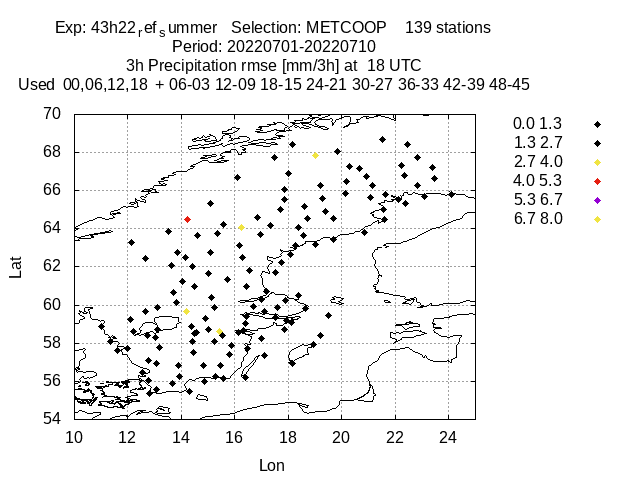 Exp: 43h22ref summer   Selection: METCOOP    139 stations
Period: 20220701-20220710
3h Precipitation rmse [mm/3h] at  18 UTC
Used  00,06,12,18  + 06-03 12-09 18-15 24-21 30-27 36-33 42-39 48-45
70
68
66
64
62
60
58
56
54
10 12 14 16 18 20 22 24
Lat
Lon
0.0 1.3
1.3 2.7
2.7 4.0
4.0 5.3
5.3 6.7
6.7 8.0